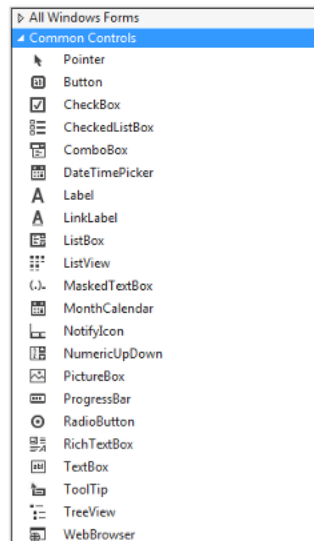 All Windows Forms
Common Controls
Pointer
Button
CheckBox
CheckedListBox
ComboBox
DateTimePicker
Label
LinkLabel
ListBox
ListView
MaskedTextBox
MonthCalendar
NotifyIcon
NumericUpDown
PictureBox
ProgressBar
RadioButton
RichTextBox
TextBox
ToolTip
TreeView
WebBrowser